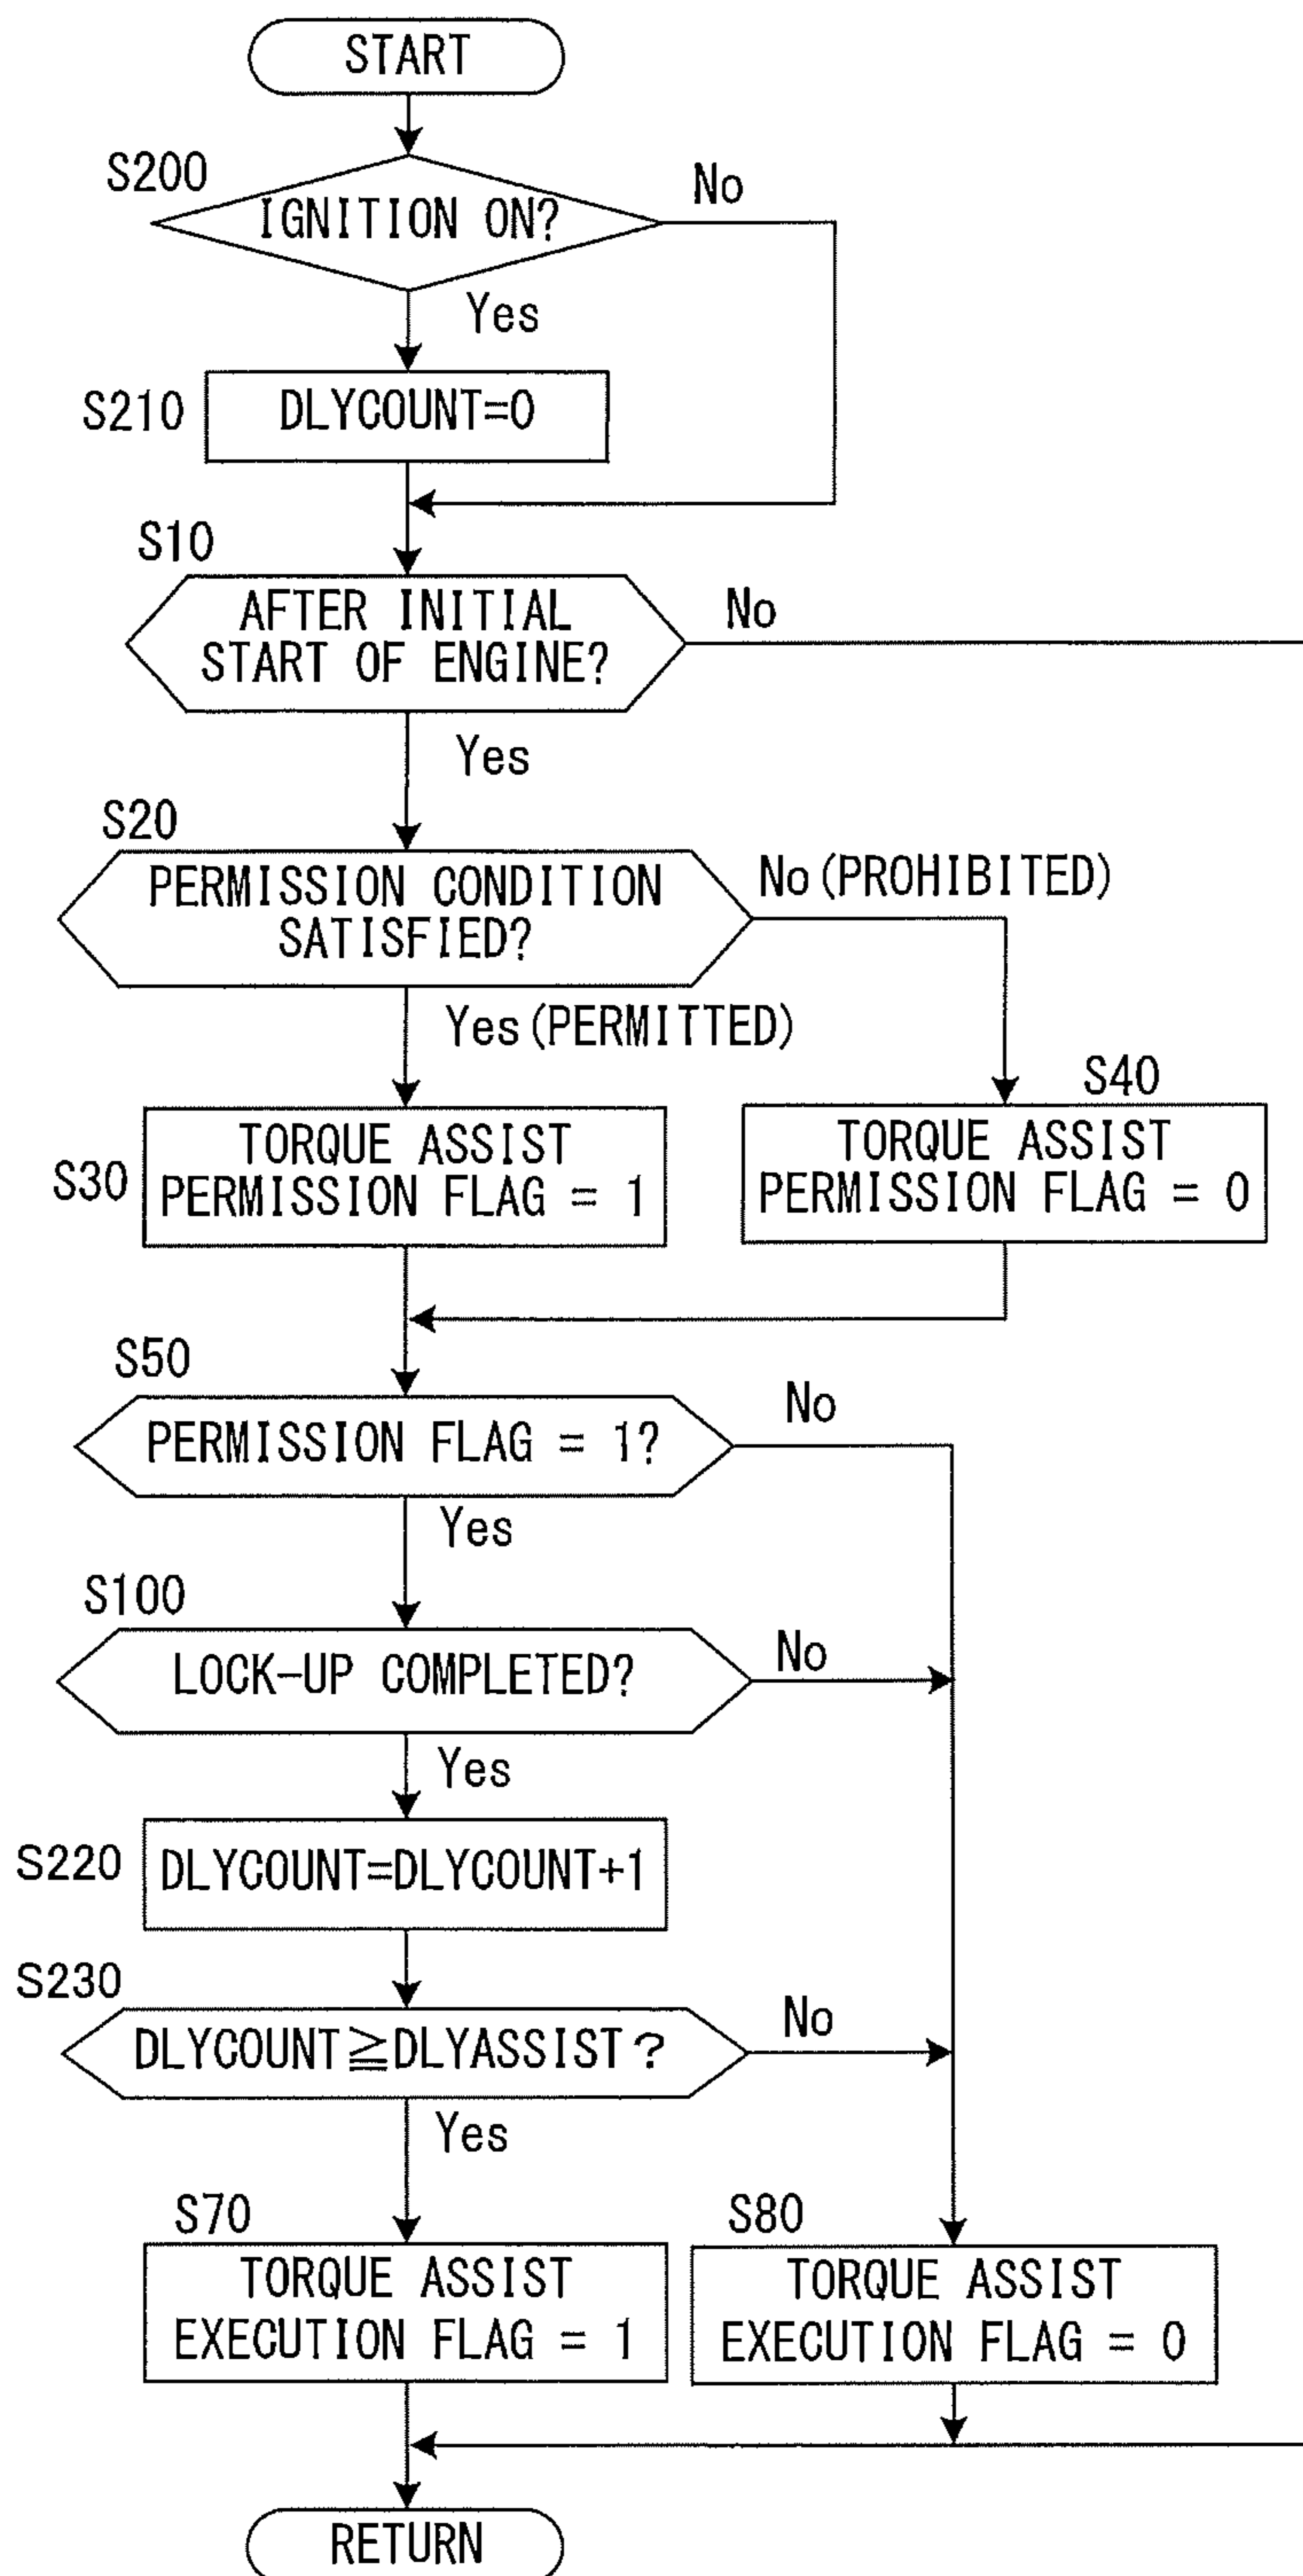 START
S200
IGNITION ON?
No
Yes
S210
DLYCOUNT=0
S10
AFTER INITIAL
START OF ENGINE?
No
Yes
S20
PERMISSION CONDITION
SATISFIED?
No(PROHIBITED)
Yes(PERMITTED)
S30
TORQUE ASSIST
PERMISSION FLAG = 1
S40
TORQUE ASSIST
PERMISSION FLAG = 0
S50
PERMISSION FLAG = 1?
No
Yes
S100
LOCK-UP COMPLETED?
No
Yes
S220
DLYCOUNT=DLYCOUNT+1
S230
DLYCOUNT≧DLYASSIST?
No
Yes
S70
TORQUE ASSIST
EXECUTION FLAG = 1
S80
TORQUE ASSIST
EXECUTION FLAG = 0
RETURN